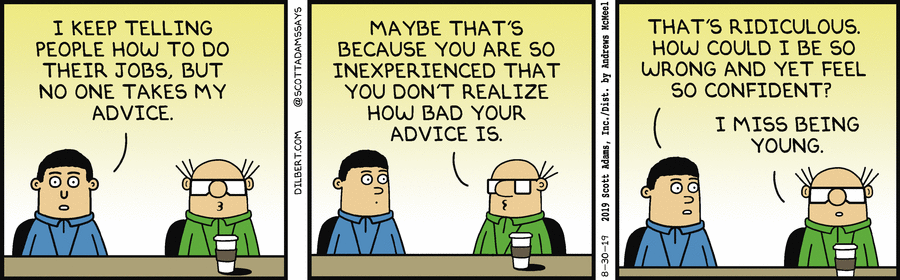 I KEEP TELLING
PEOPLE HOW TO DO
THEIR JOBS, BUT
NO ONE TAKES MY
ADVICE.
DILBERT.COM @SCOTTADAMSSAYS
MAYBE THAT'S
BECAUSE YOU ARE SO
INEXPERIENCED THAT
YOU DON'T REALIZE
HOW BAD YOUR
ADVICE IS.
8-30-19 2019 Scott Adams, Inc./Dist. by Andrews McMeel
THAT'S RIDICULOUS.
HOW COULD I BE SO
WRONG AND YET FEEL
SO CONFIDENT?
I MISS BEING
YOUNG.